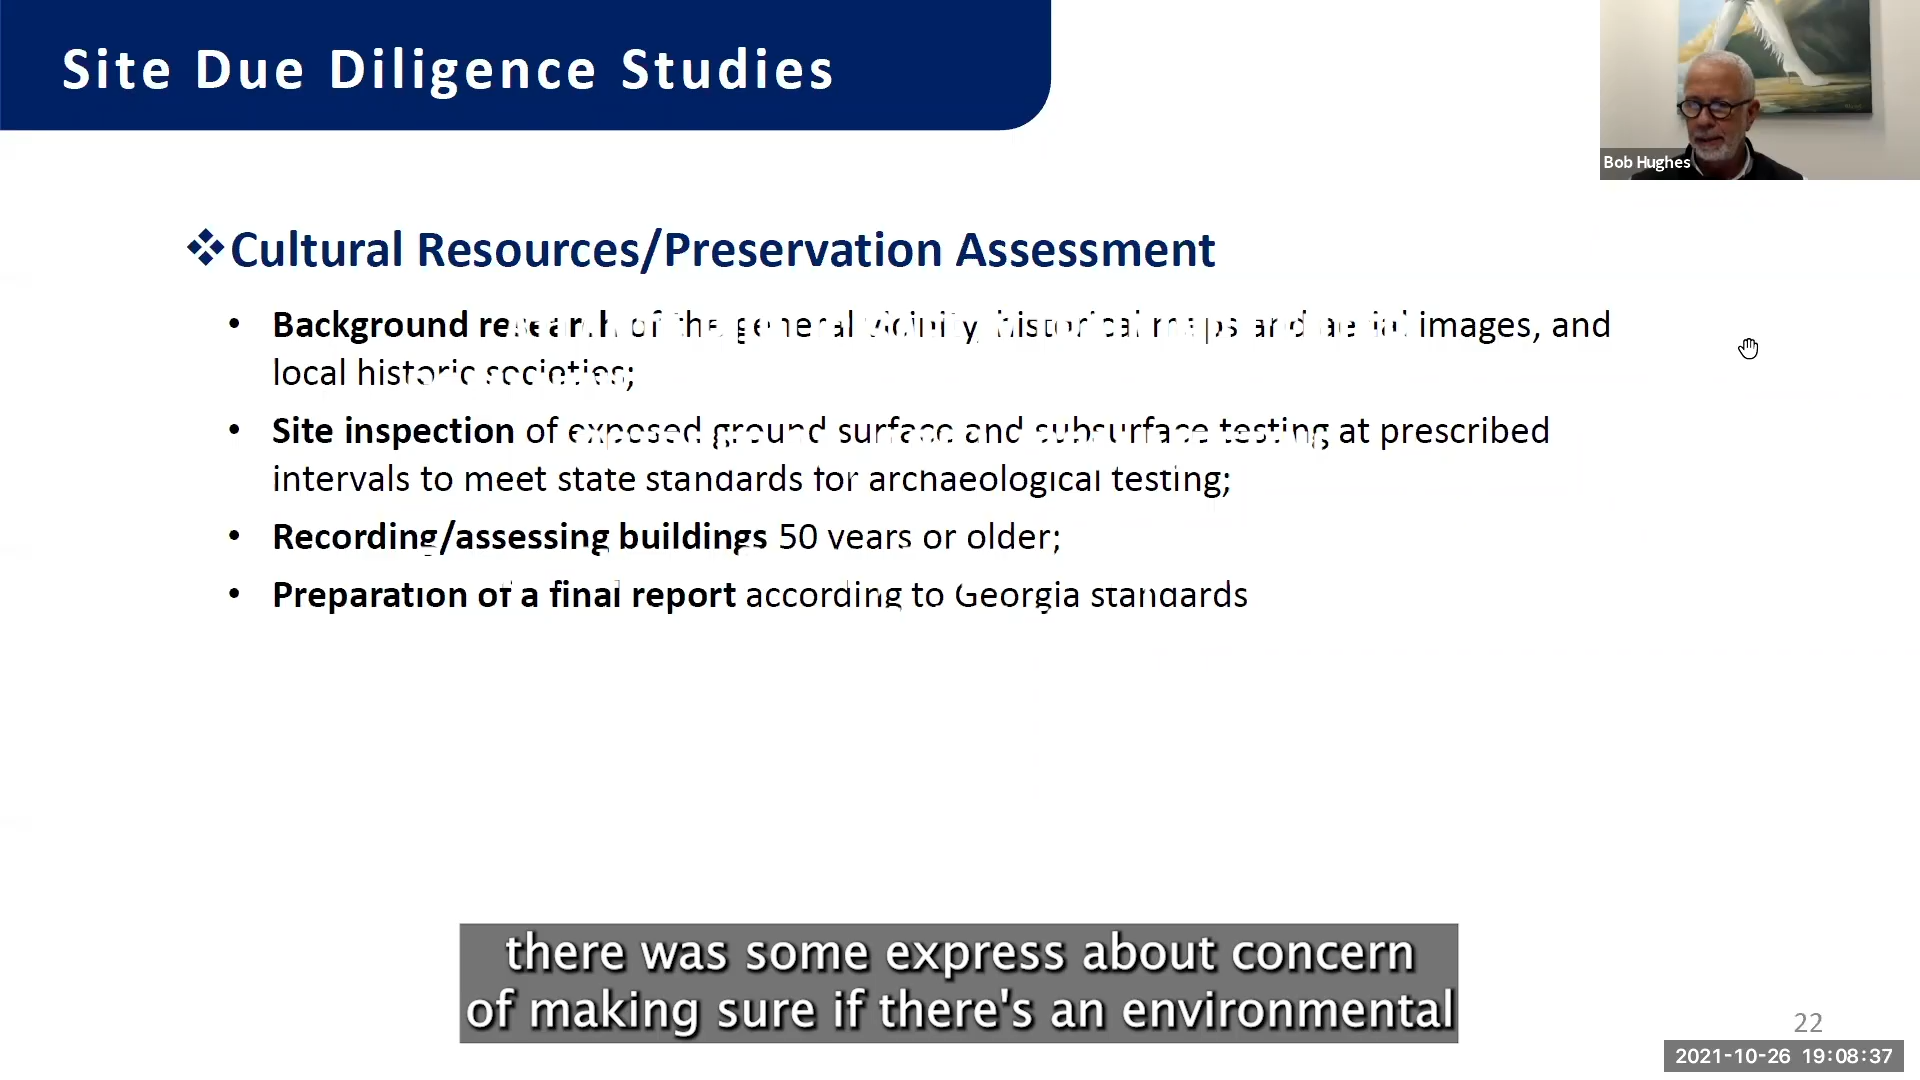 Site Due Diligence Studies
Bob Hughes
❖Cultural Resources/Preservation Assessment
• Background research of the general vicinity, historical maps and aerial images, and
local historic societies;
• Site inspection of exposed ground surface and subsurface testing at prescribed
intervals to meet state standards for archaeological testing;
• Recording/assessing buildings 50 years or older;
• Preparation of a final report according to Georgia standards
there was some express about concern
of making sure if there's an environmental
22
2021-10-26 19:08:37